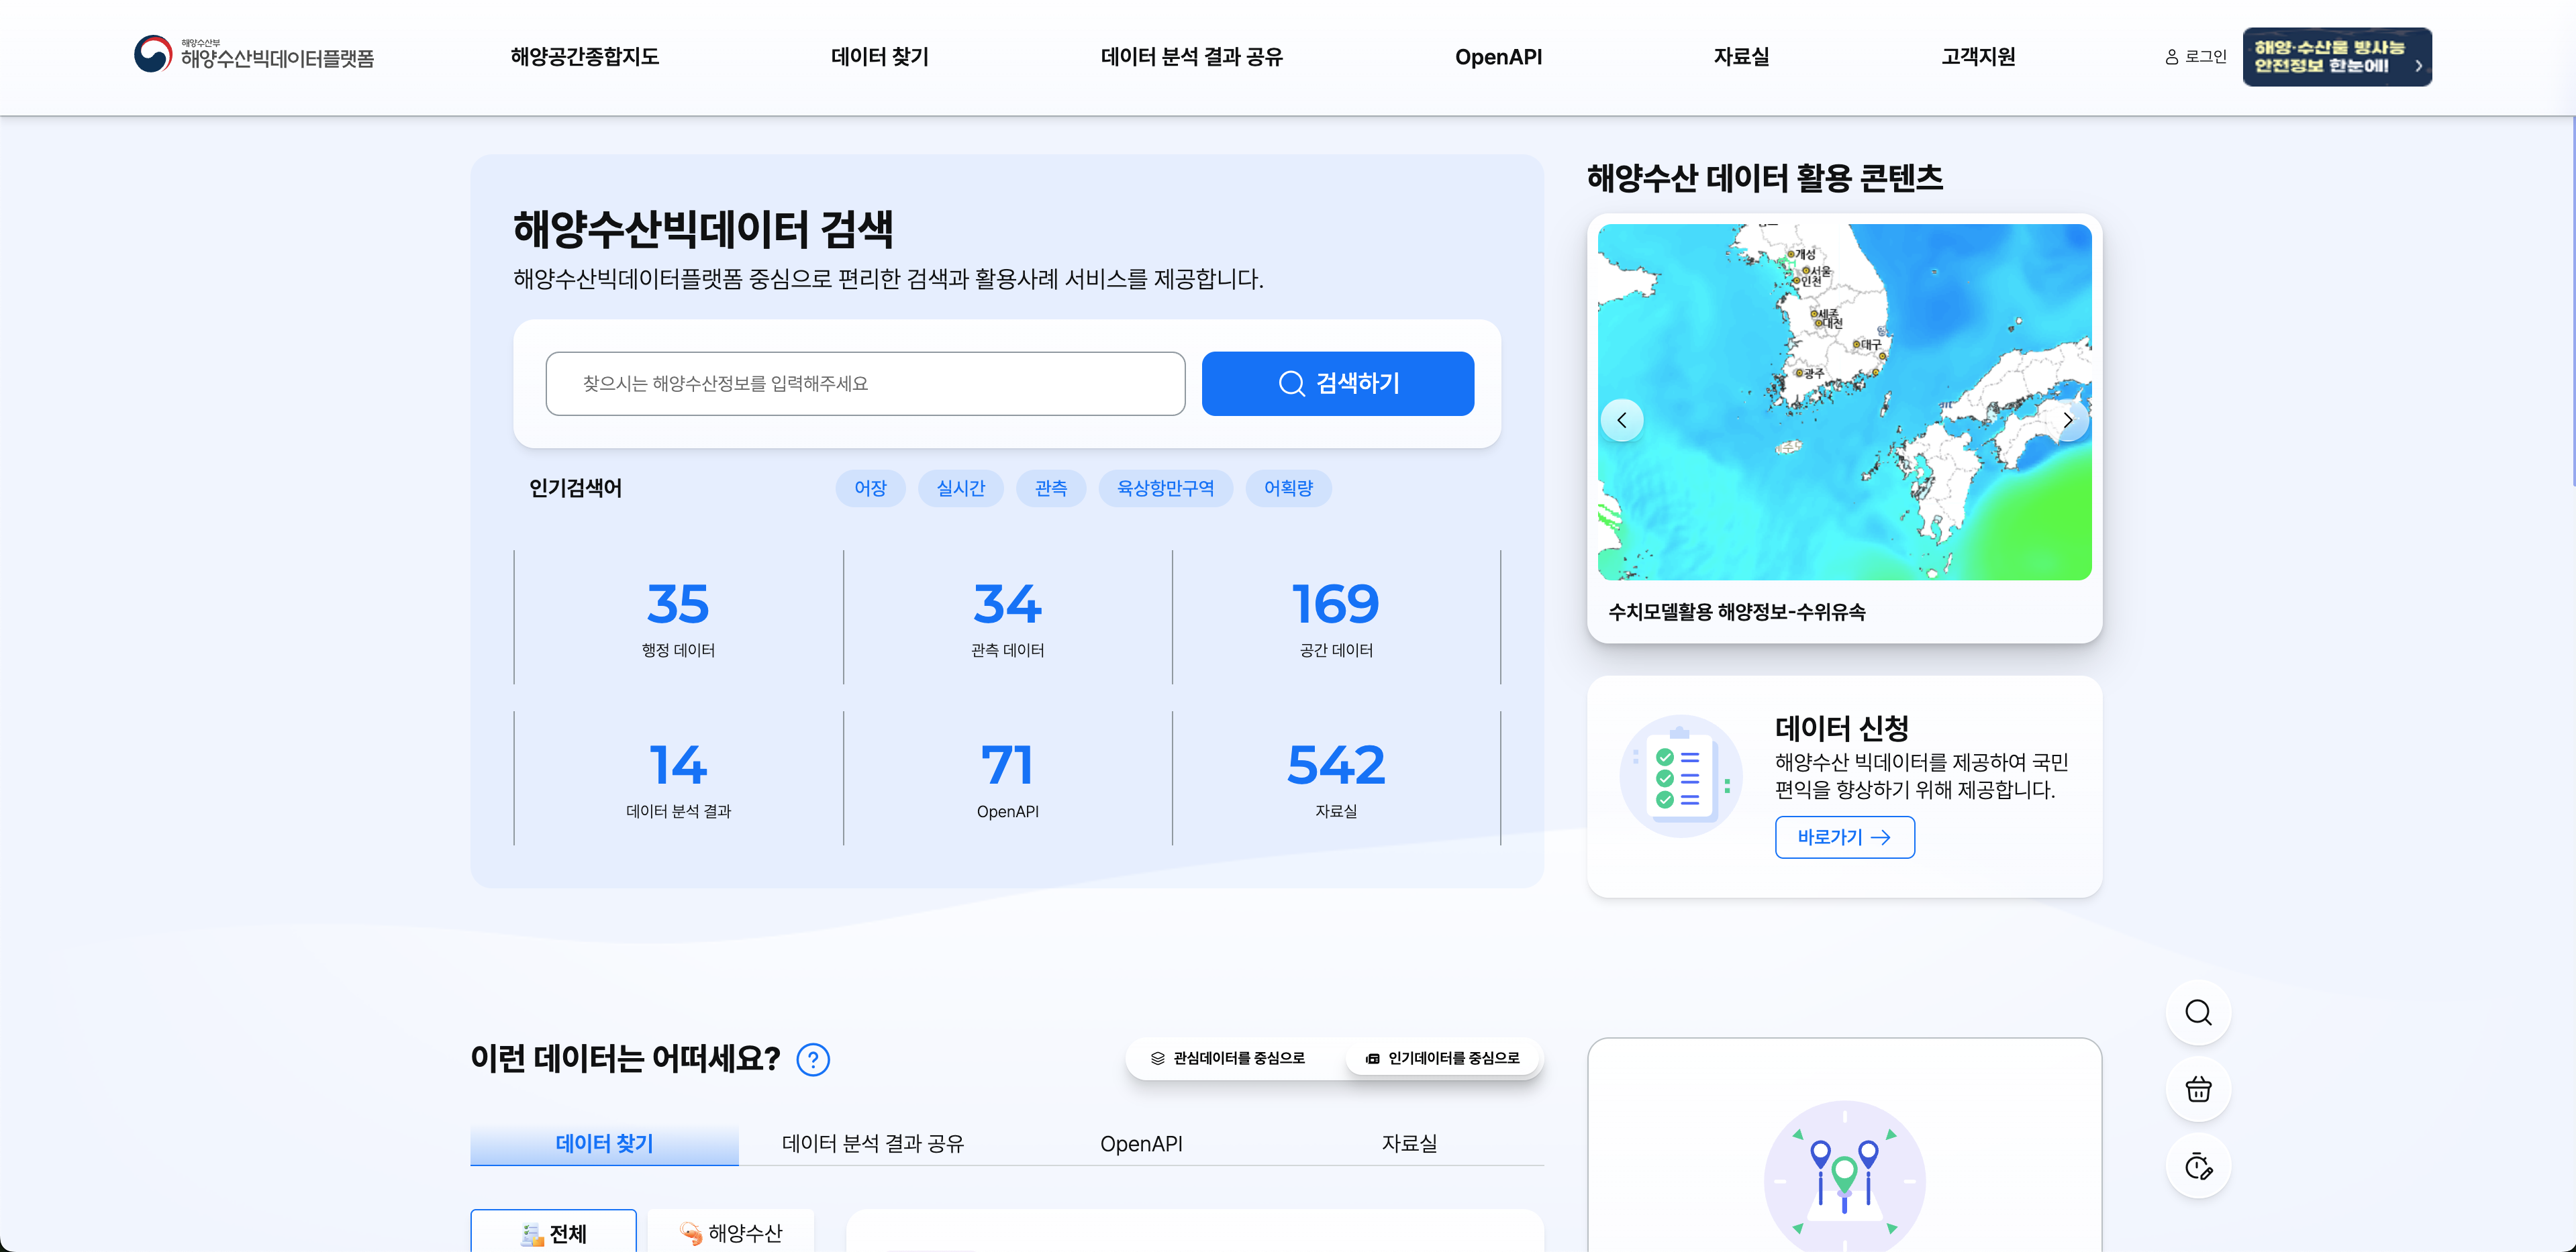 해양수산부
해양수산빅데이터플랫폼
해양공간종합지도
데이터 찾기
데이터 분석 결과 공유
OpenAPI
자료실
고객지원
로그인
해양·수산물 방사능
안전정보 한눈에!
해양수산빅데이터 검색
해양수산빅데이터플랫폼 중심으로 편리한 검색과 활용사례 서비스를 제공합니다.
찾으시는 해양수산정보를 입력해주세요
검색하기
인기검색어
어장
실시간
관측
육상항만구역
어획량
35
행정 데이터
34
관측 데이터
169
공간 데이터
14
데이터 분석 결과
71
OpenAPI
542
자료실
해양수산 데이터 활용 콘텐츠
개성
서울
인천
세종
대전
대구
광주
수치모델활용 해양정보-수위유속
데이터 신청
해양수산 빅데이터를 제공하여 국민
편익을 향상하기 위해 제공합니다.
바로가기
이런 데이터는 어떠세요?
관심데이터를 중심으로
인기데이터를 중심으로
데이터 찾기
데이터 분석 결과 공유
OpenAPI
자료실
전체
해양수산